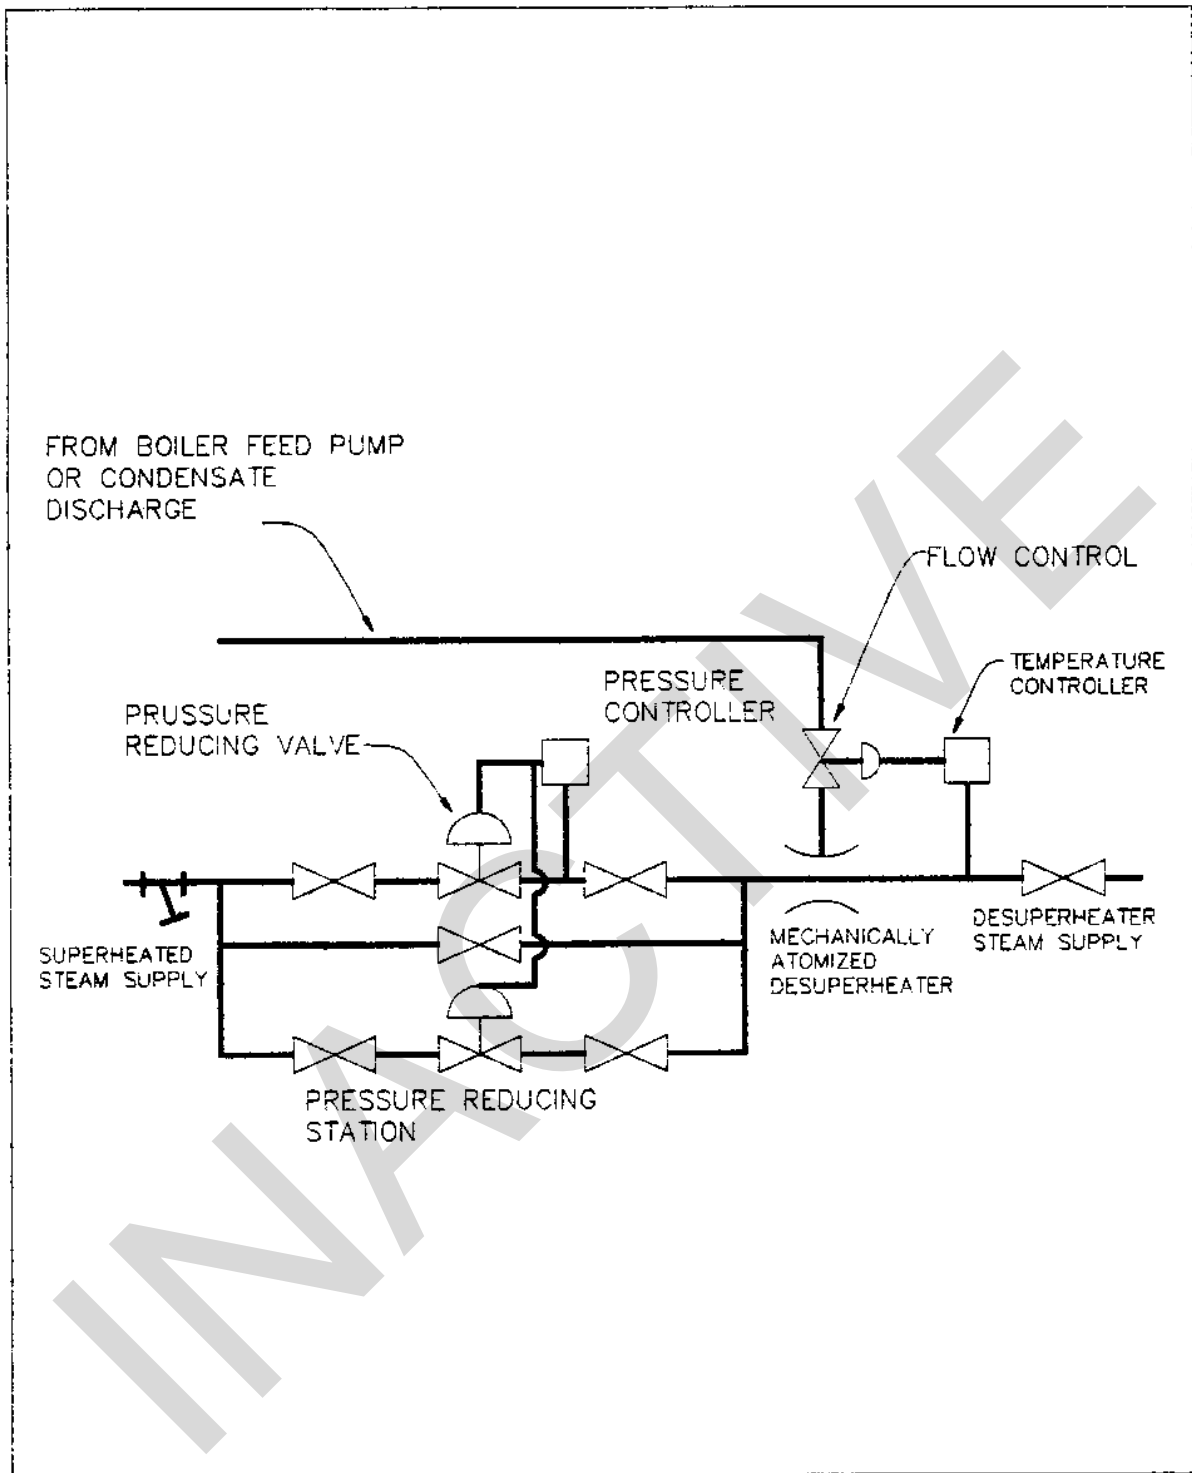 FROM BOILER FEED PUMP
OR CONDENSATE
DISCHARGE
FLOW CONTROL
TEMPERATURE
CONTROLLER
PRESSURE
CONTROLLER
PRUSSURE
REDUCING VALVE
SUPERHEATED
STEAM SUPPLY
MECHANICALLY
ATOMIZED
DESUPERHEATER
DESUPERHEATER
STEAM SUPPLY
PRESSURE REDUCING
STATION
INACTIVE